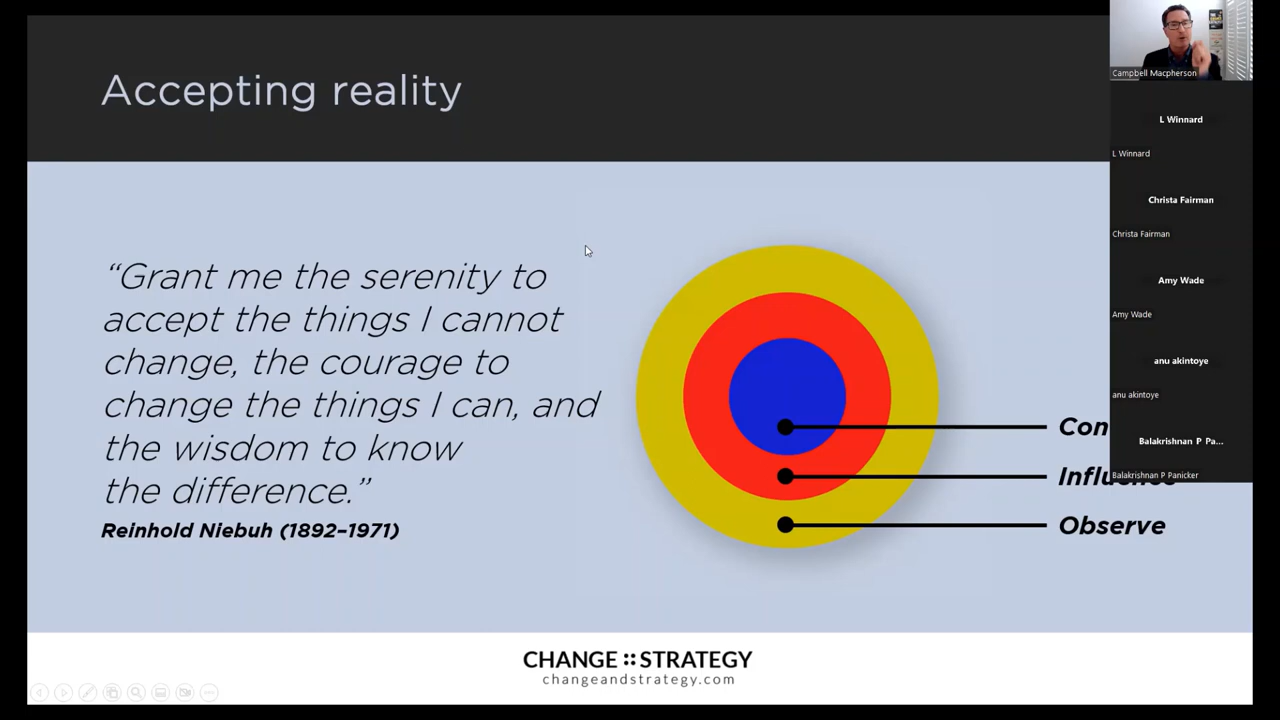 Accepting reality
“Grant me the serenity to
accept the things I cannot
change, the courage to
change the things I can, and
the wisdom to know
the difference.”
Reinhold Niebuh (1892–1971)
Observe
CHANGE :: STRATEGY
changeandstrategy.com
Campbell Macpherson
L Winnard
L Winnard
Christa Fairman
Christa Fairman
Amy Wade
Amy Wade
anu akintoye
anu akintoye
Balakrishnan P Pa...
Balakrishnan P Panicker